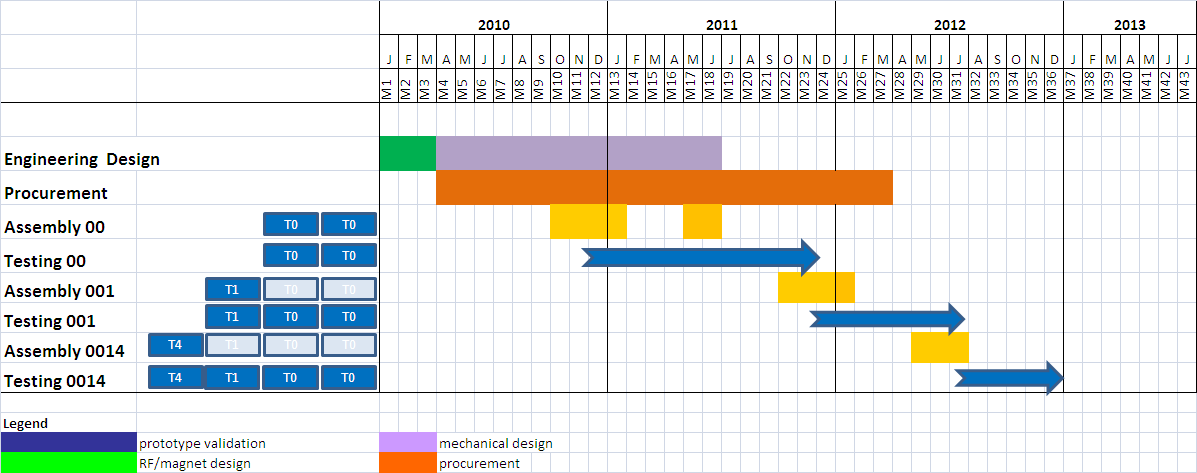 2010 2011 2012 2013
J F M A M J J A S O N D J F M A M J J A S O N D J F M A M J J A S O N D J F M A M J J
M1 M2 M3 M4 M5 M6 M7 M8 M9 M10 M11 M12 M13 M14 M15 M16 M17 M18 M19 M20 M21 M22 M23 M24 M25 M26 M27 M28 M29 M30 M31 M32 M33 M34 M35 M36 M37 M38 M39 M40 M41 M42 M43
Engineering Design
Procurement
Assembly 00 T0 T0
Testing 00 T0 T0
Assembly 001 T1 T0 T0
Testing 001 T1 T0 T0
Assembly 0014 T4 T1 T0 T0
Testing 0014 T4 T1 T0 T0
Legend
prototype validation mechanical design
RF/magnet design procurement